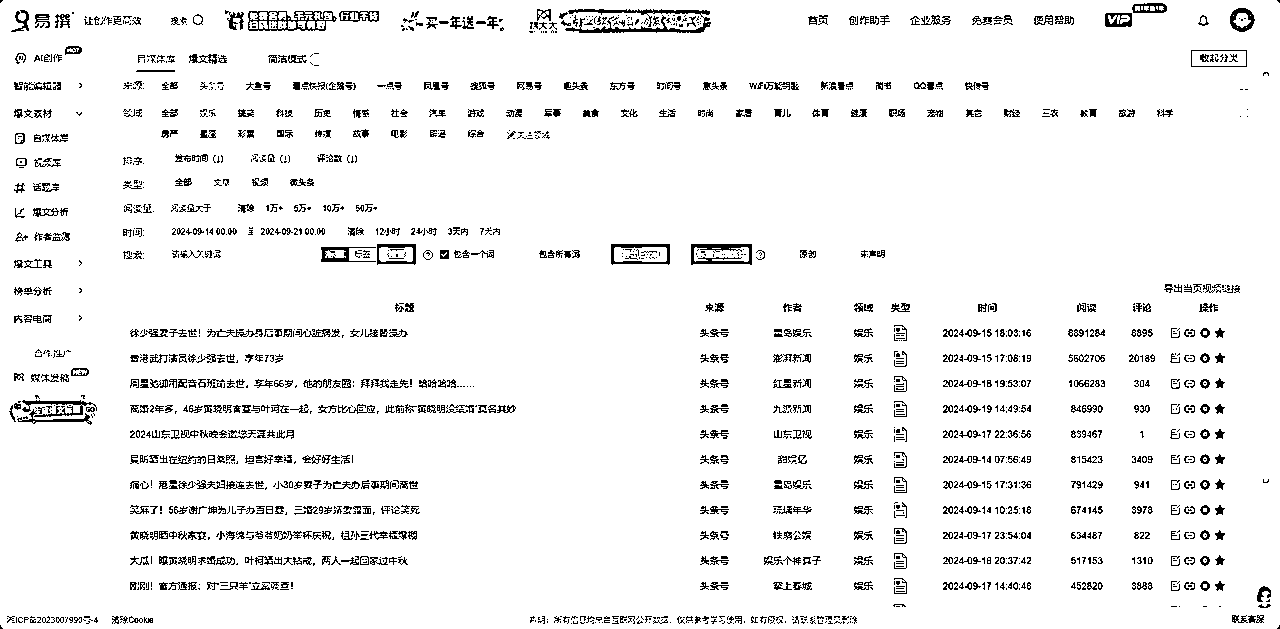 易撰 让创作更高效 搜索 买一年送一年 首页 创作助手 企业服务 免费会员 使用帮助 VIP
AI创作 HOT 自媒体库 爆文精选 简洁模式 收起分类
智能编辑器 来源: 全部 头条号 大鱼号 看点快报(企鹅号) 一点号 凤凰号 搜狐号 网易号 趣头条 东方号 时间号 惠头条 WiFi万能钥匙 新浪看点 简书 QQ看点 快传号
爆文素材 领域: 全部 娱乐 搞笑 科技 历史 情感 社会 汽车 游戏 动漫 军事 美食 文化 生活 时尚 家居 育儿 体育 健康 职场 宠物 其它 财经 三农 教育 旅游 科学
房产 星座 彩票 国际 传媒 故事 电影 综合
自媒体库
视频库 排序: 发布时间 (↓) 阅读量 (↓) 评论数 (↓)
话题库 类型: 全部 文章 视频 微头条
爆文分析 阅读量: 阅读量大于 清除 1万+ 5万+ 10万+ 50万+
作者监测 时间: 2024-09-14 00:00 至 2024-09-21 00:00 清除 12小时 24小时 3天内 7天内
爆文工具 搜索: 请输入关键词 标题 标签 包含一个词 包含所有词 原创 未声明
榜单分析 导出当页视频链接
内容电商 标题 来源 作者 领域 类型 时间 阅读 评论 操作
合作推广
媒体发稿 NEW
徐少强妻子去世!为亡夫操办身后事期间心脏病发,女儿接替操办 头条号 星岛娱乐 娱乐 2024-09-15 18:03:16 8891284 8895
香港武打演员徐少强去世,享年73岁 头条号 澎湃新闻 娱乐 2024-09-15 17:08:19 5602706 20189
周星驰御用配音石班瑜去世,享年66岁,他的朋友圈:拜拜我走先!哈哈哈哈…… 头条号 红星新闻 娱乐 2024-09-18 19:53:07 1066283 304
离婚2年多,46岁黄晓明官宣与叶珂在一起,女方比心回应,此前称“黄晓明没结婚”莫名其妙 头条号 九派新闻 娱乐 2024-09-19 14:49:54 846990 930
2024山东卫视中秋晚会邀您天涯共此月 头条号 山东卫视 娱乐 2024-09-17 22:36:56 839467 1
吴昕晒出在纽约的日常照,坦言好幸福,会好好生活! 头条号 娱乐 2024-09-14 07:56:49 815423 3409
痛心!港星徐少强夫妇接连去世,小30岁妻子为亡夫办后事期间离世 头条号 星岛娱乐 娱乐 2024-09-15 17:31:36 791429 941
笑麻了!56岁谢广坤为儿子办百日宴,三婚29岁娇妻露面,评论笑死 头条号 娱乐 2024-09-14 10:25:18 674145 3978
黄晓明晒中秋家宴,小海绵与爷爷奶奶举杯庆祝,祖孙三代幸福爆棚 头条号 娱乐 2024-09-17 23:54:04 634487 822
大瓜!曝黄晓明求婚成功,叶珂晒出大钻戒,两人一起回家过中秋 头条号 娱乐 2024-09-18 20:37:42 517153 1310
刚刚!官方通报:对“三只羊”立案调查! 头条号 掌上春城 娱乐 2024-09-17 14:40:46 452820 3888
湘ICP备2023007990号-4 清除Cookie 声明:所有信息均来自互联网公开数据,仅供参考学习使用,如有侵权,请联系管理员删除 联系客服